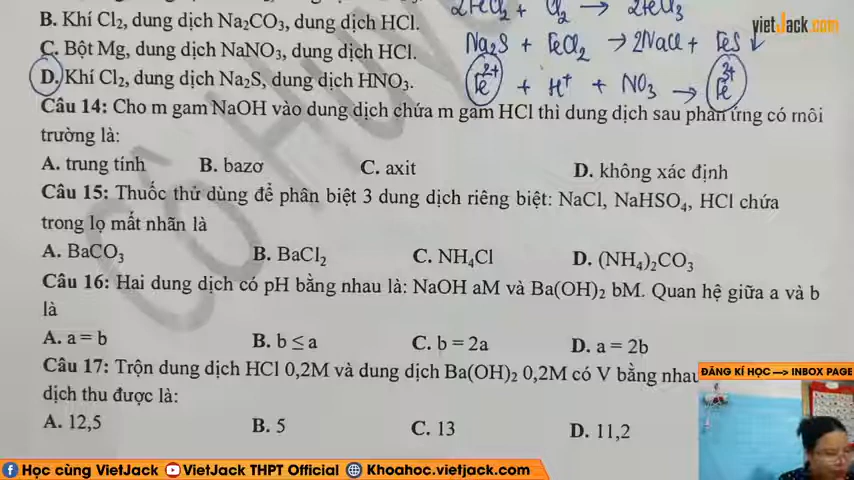 B. Khí Cl₂, dung dịch Na₂CO₃, dung dịch HCl.
C. Bột Mg, dung dịch NaNO₃, dung dịch HCl.
D. Khí Cl₂, dung dịch Na₂S, dung dịch HNO₃.
2FeCl₂ + Cl₂ → 2FeCl₃
Na₂S + FeCl₂ → 2NaCl + FeS ↓
Fe²⁺ + H⁺ + NO₃ → Fe³⁺
vietJack.com
Câu 14: Cho m gam NaOH vào dung dịch chứa m gam HCl thì dung dịch sau phản ứng có môi
trường là:
A. trung tính B. bazơ C. axit D. không xác định
Câu 15: Thuốc thử dùng để phân biệt 3 dung dịch riêng biệt: NaCl, NaHSO₄, HCl chứa
trong lọ mất nhãn là
A. BaCO₃ B. BaCl₂ C. NH₄Cl D. (NH₄)₂CO₃
Câu 16: Hai dung dịch có pH bằng nhau là: NaOH aM và Ba(OH)₂ bM. Quan hệ giữa a và b
là
A. a = b B. b ≤ a C. b = 2a D. a = 2b
Câu 17: Trộn dung dịch HCl 0,2M và dung dịch Ba(OH)₂ 0,2M có V bằng nhau
dịch thu được là:
A. 12,5 B. 5 C. 13 D. 11,2
ĐĂNG KÍ HỌC —> INBOX PAGE
Học cùng VietJack VietJack THPT Official Khoahoc.vietjack.com